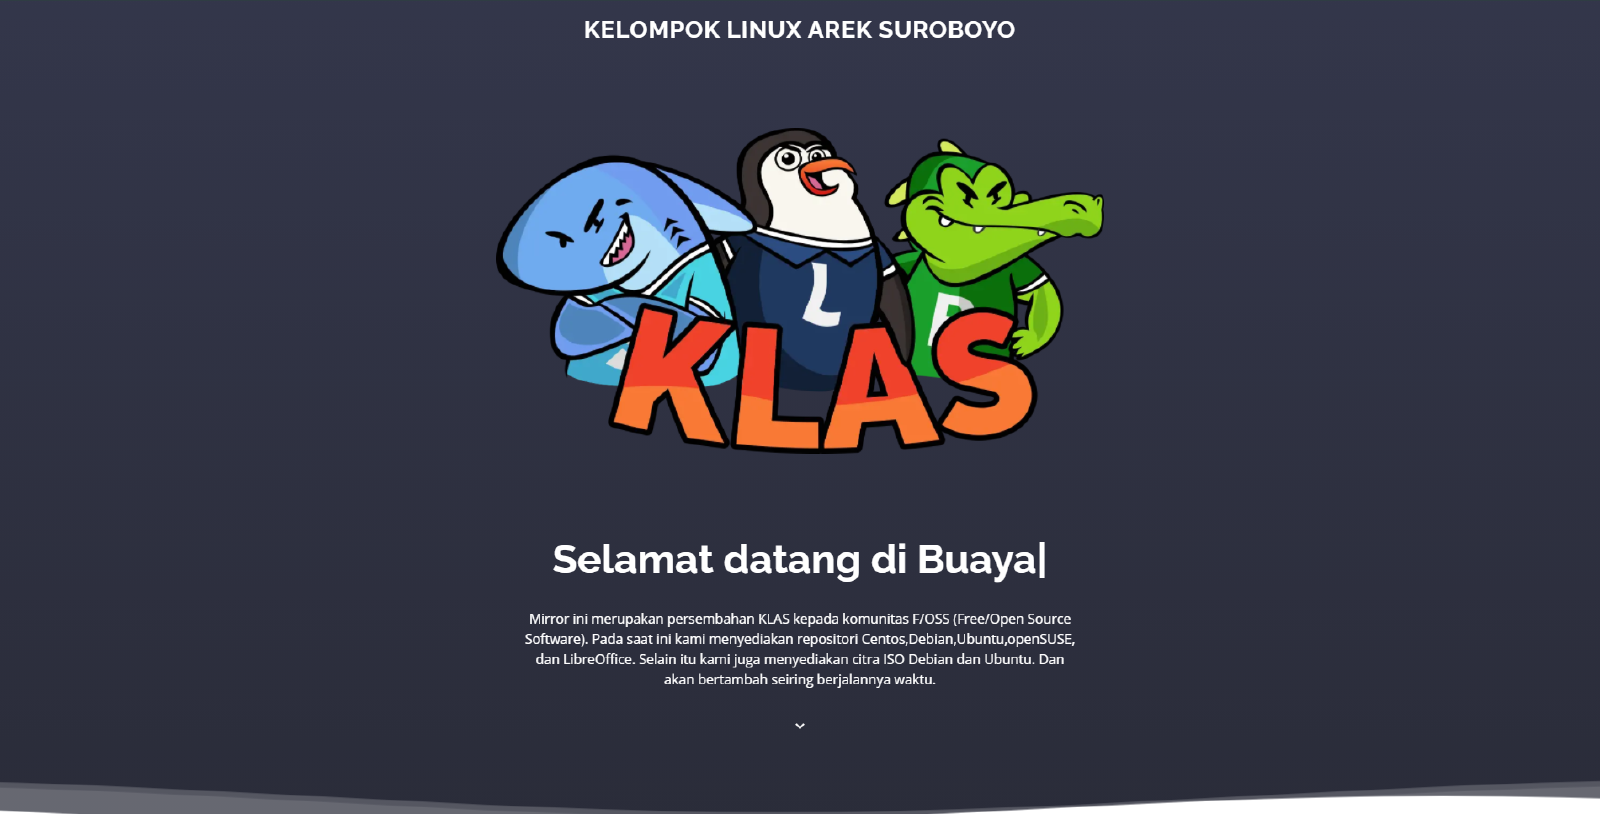 KELOMPOK LINUX AREK SUROBOYO
L
KLAS
Selamat datang di Buaya|
Mirror ini merupakan persembahan KLAS kepada komunitas F/OSS (Free/Open Source
Software). Pada saat ini kami menyediakan repositori Centos,Debian,Ubuntu,openSUSE,
dan LibreOffice. Selain itu kami juga menyediakan citra ISO Debian dan Ubuntu. Dan
akan bertambah seiring berjalannya waktu.